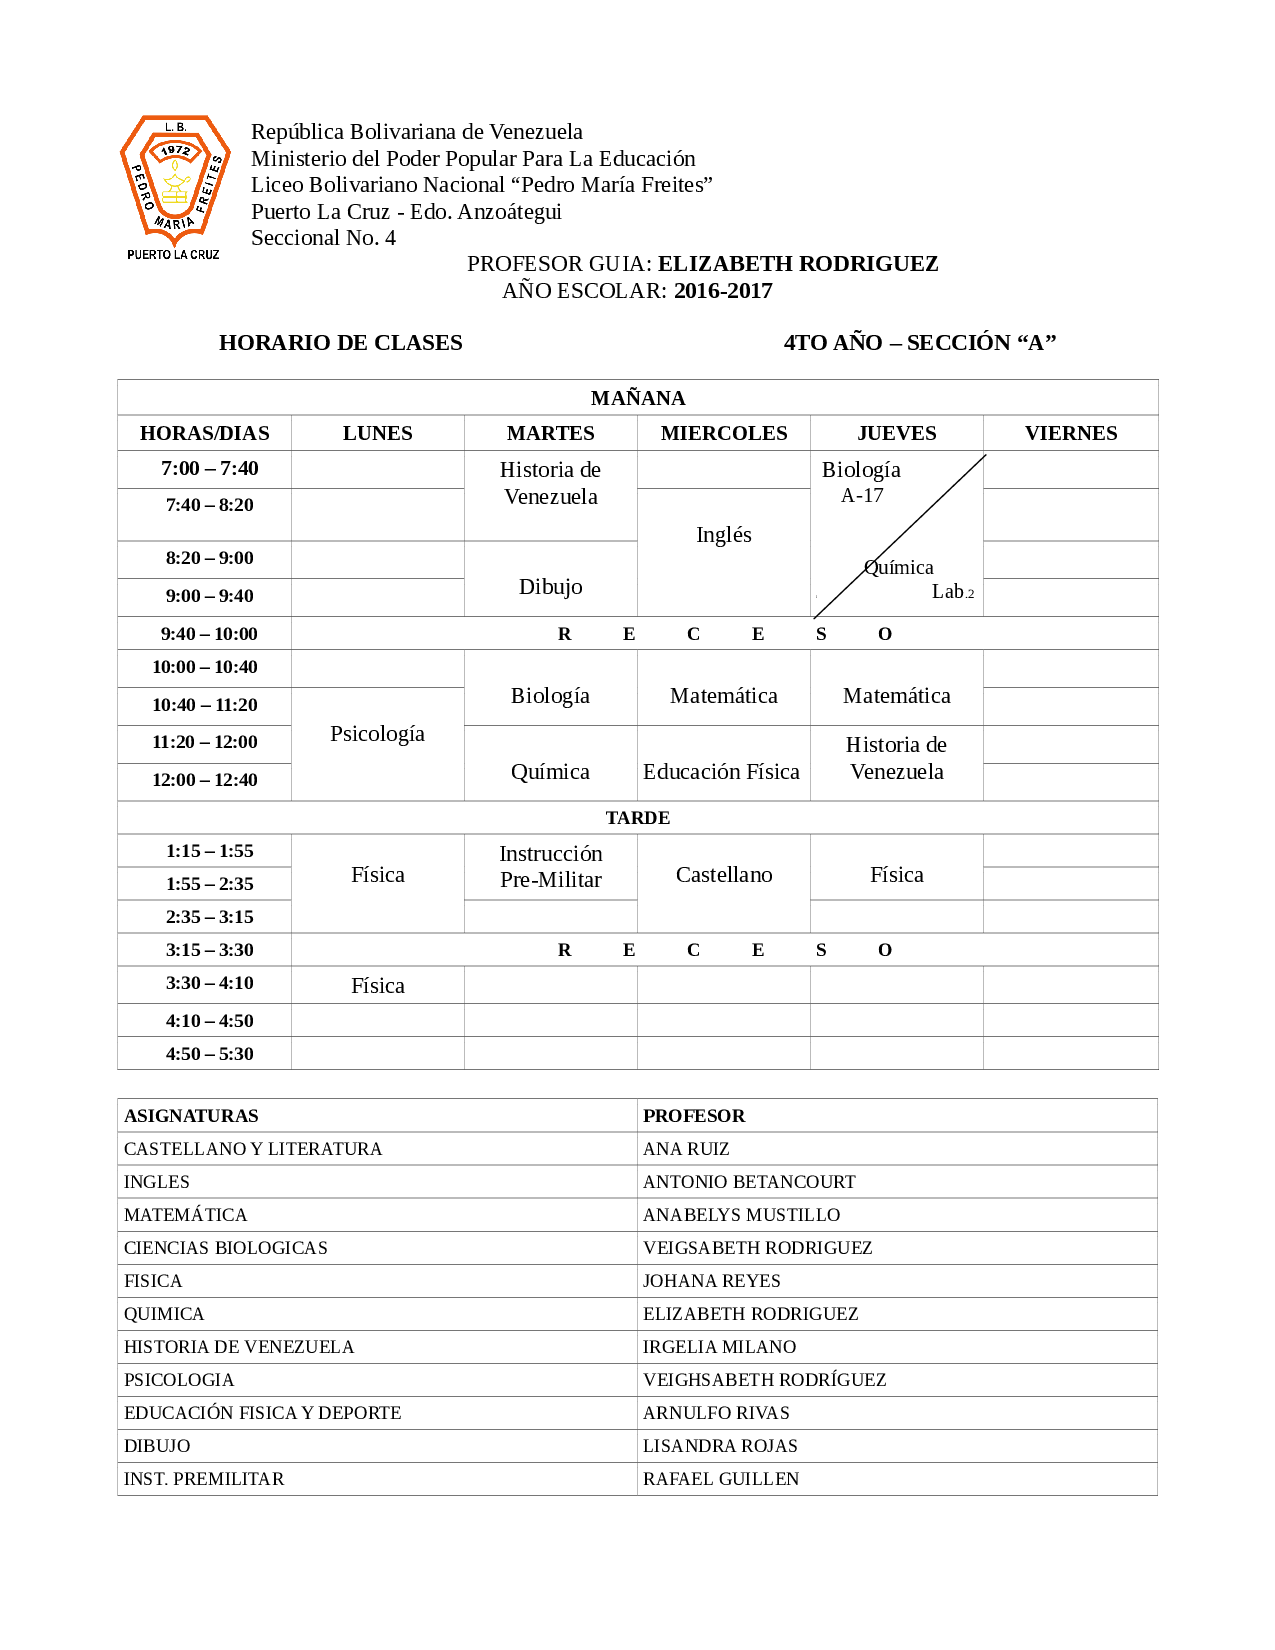 L. B.
1972
PEDRO MARIA FREITES
PUERTO LA CRUZ
República Bolivariana de Venezuela
Ministerio del Poder Popular Para La Educación
Liceo Bolivariano Nacional “Pedro María Freites”
Puerto La Cruz - Edo. Anzoátegui
Seccional No. 4
PROFESOR GUIA: ELIZABETH RODRIGUEZ
AÑO ESCOLAR: 2016-2017
HORARIO DE CLASES 4TO AÑO – SECCIÓN “A”
MAÑANA
HORAS/DIAS LUNES MARTES MIERCOLES JUEVES VIERNES
7:00 – 7:40 Historia de Biología
Venezuela A-17
7:40 – 8:20
Inglés
8:20 – 9:00
Química
Dibujo
9:00 – 9:40 Lab.2
9:40 – 10:00 R E C E S O
10:00 – 10:40
Biología Matemática Matemática
10:40 – 11:20
Psicología
11:20 – 12:00 Historia de
Química Educación Física Venezuela
12:00 – 12:40
TARDE
1:15 – 1:55 Instrucción
Física Pre-Militar Castellano Física
1:55 – 2:35
2:35 – 3:15
3:15 – 3:30 R E C E S O
3:30 – 4:10 Física
4:10 – 4:50
4:50 – 5:30
ASIGNATURAS PROFESOR
CASTELLANO Y LITERATURA ANA RUIZ
INGLES ANTONIO BETANCOURT
MATEMÁTICA ANABELYS MUSTILLO
CIENCIAS BIOLOGICAS VEIGSABETH RODRIGUEZ
FISICA JOHANA REYES
QUIMICA ELIZABETH RODRIGUEZ
HISTORIA DE VENEZUELA IRGELIA MILANO
PSICOLOGIA VEIGHSABETH RODRÍGUEZ
EDUCACIÓN FISICA Y DEPORTE ARNULFO RIVAS
DIBUJO LISANDRA ROJAS
INST. PREMILITAR RAFAEL GUILLEN